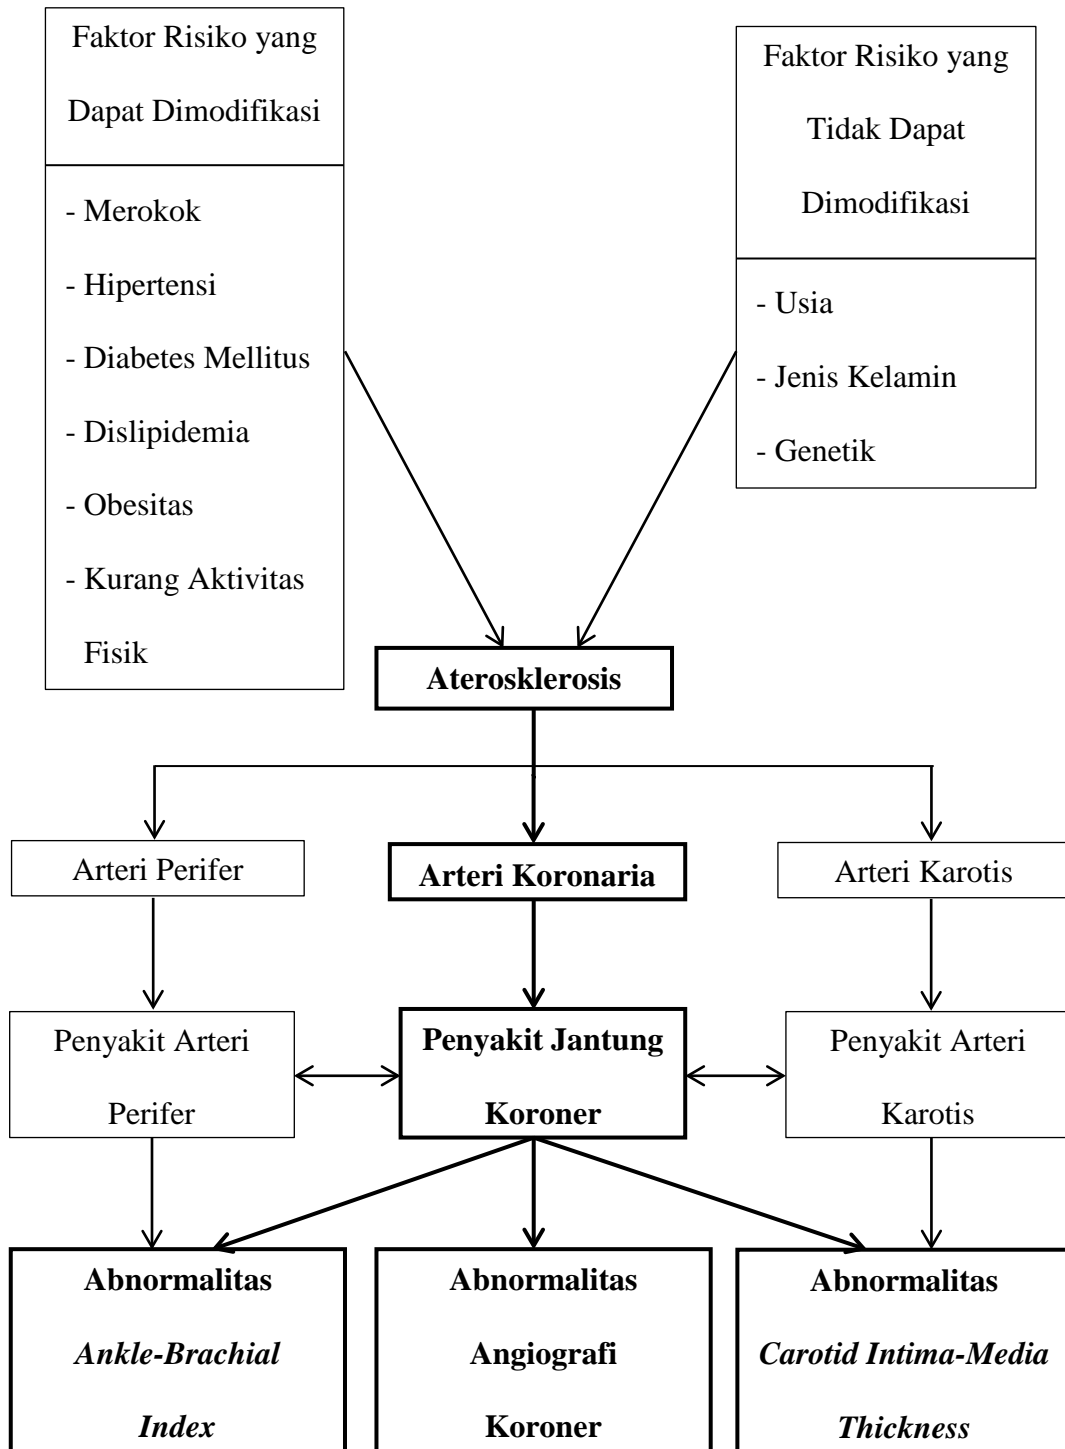 Faktor Risiko yang
Dapat Dimodifikasi
- Merokok
- Hipertensi
- Diabetes Mellitus
- Dislipidemia
- Obesitas
- Kurang Aktivitas
Fisik
Faktor Risiko yang
Tidak Dapat
Dimodifikasi
- Usia
- Jenis Kelamin
- Genetik
Aterosklerosis
Arteri Perifer
Arteri Koronaria
Arteri Karotis
Penyakit Arteri
Perifer
Penyakit Jantung
Koroner
Penyakit Arteri
Karotis
Abnormalitas
Ankle-Brachial
Index
Abnormalitas
Angiografi
Koroner
Abnormalitas
Carotid Intima-Media
Thickness